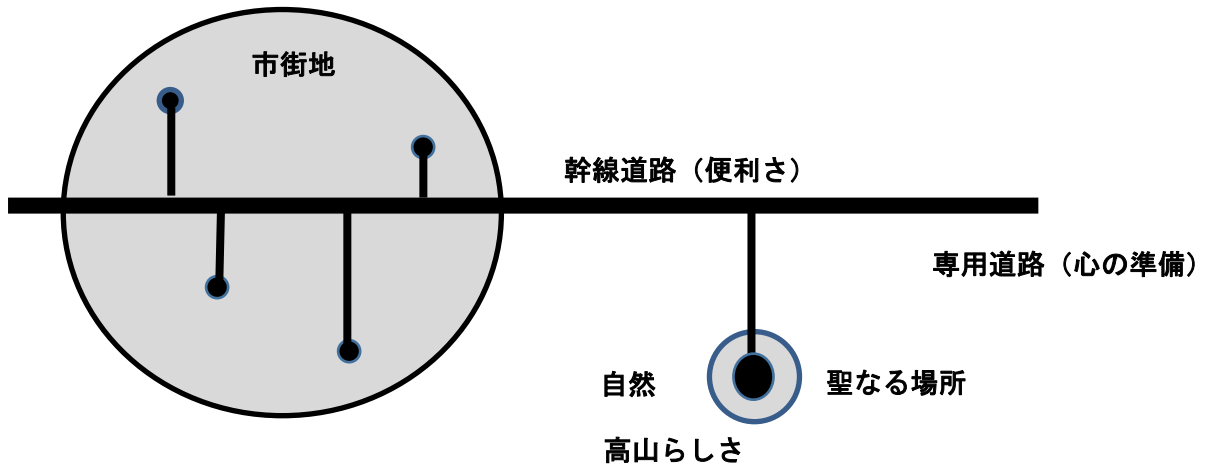 市街地
幹線道路（便利さ）
専用道路（心の準備）
自然
聖なる場所
高山らしさ